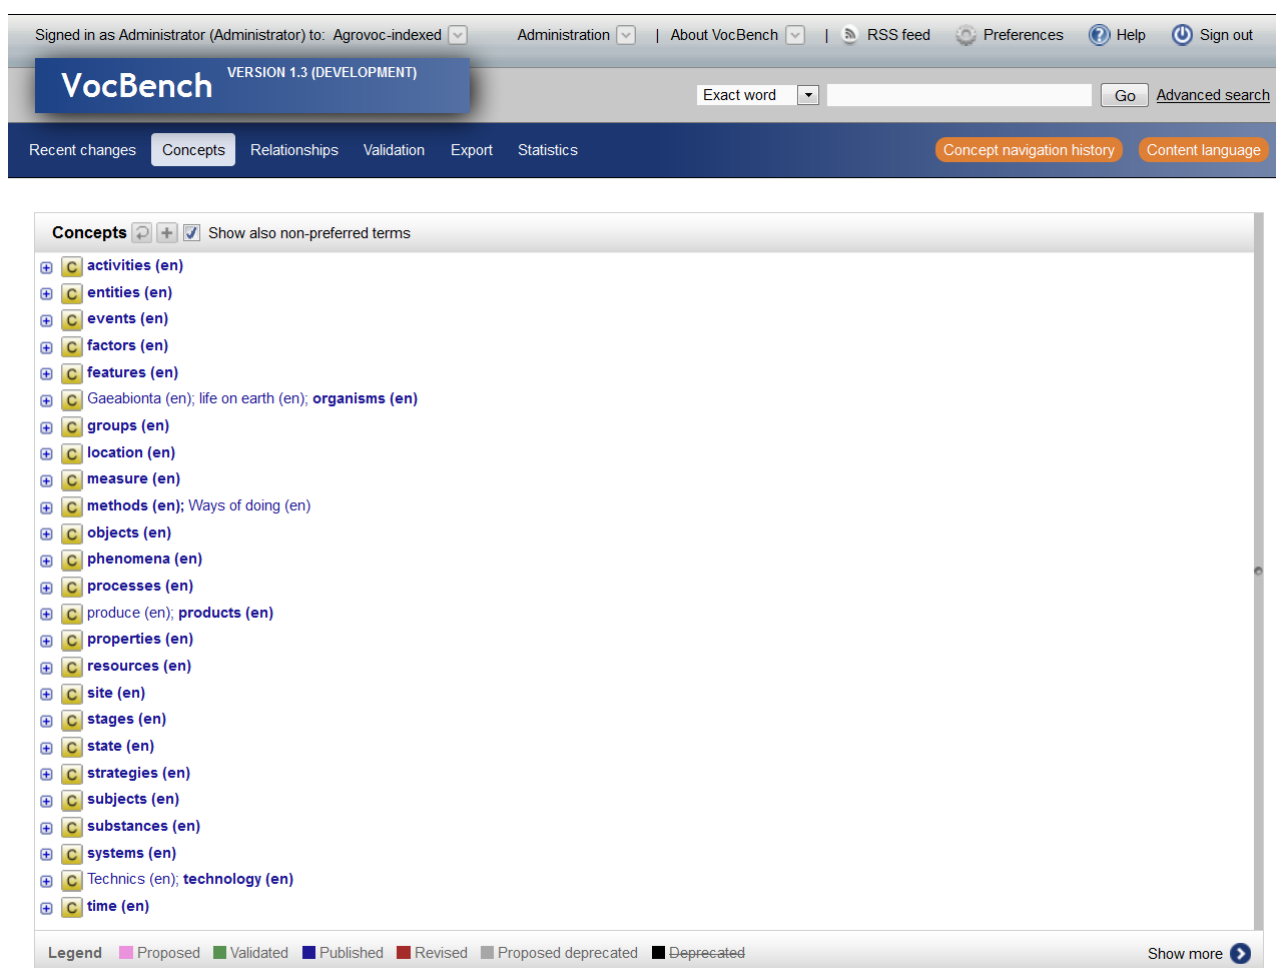 Signed in as Administrator (Administrator) to: Agrovoc-indexed Administration | About VocBench | RSS feed Preferences ? Help Sign out
VocBench VERSION 1.3 (DEVELOPMENT)
Exact word Go Advanced search
Recent changes Concepts Relationships Validation Export Statistics Concept navigation history Content language
Concepts Show also non-preferred terms
C activities (en)
C entities (en)
C events (en)
C factors (en)
C features (en)
C Gaeabionta (en); life on earth (en); organisms (en)
C groups (en)
C location (en)
C measure (en)
C methods (en); Ways of doing (en)
C objects (en)
C phenomena (en)
C processes (en)
C produce (en); products (en)
C properties (en)
C resources (en)
C site (en)
C stages (en)
C state (en)
C strategies (en)
C subjects (en)
C substances (en)
C systems (en)
C Technics (en); technology (en)
C time (en)
Legend Proposed Validated Published Revised Proposed deprecated Deprecated Show more